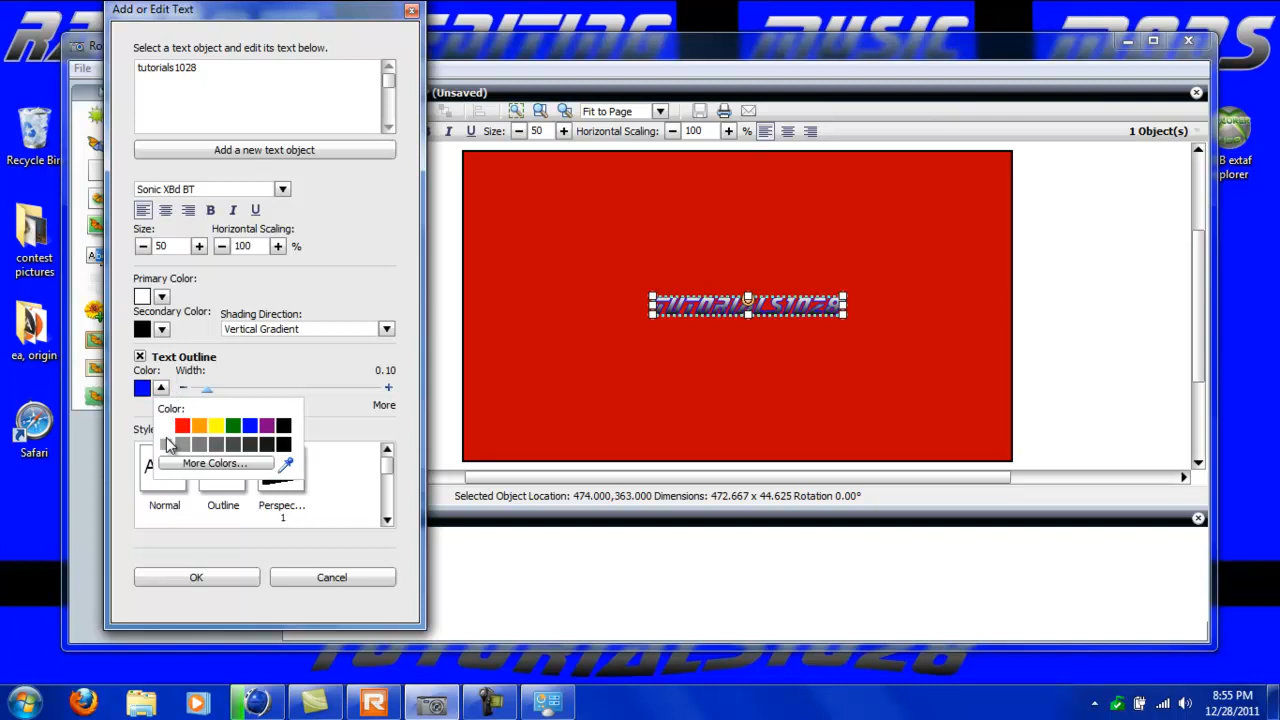 Add or Edit Text
Select a text object and edit its text below.
tutorials1028
Add a new text object
Sonic XBd BT
B I U
Size:
Horizontal Scaling:
50
100
%
Primary Color:
Secondary Color:
Shading Direction:
Vertical Gradient
Text Outline
Color:
Width:
0.10
More
Color:
More Colors...
Normal
Outline
Perspec...
1
OK
Cancel
File
(Unsaved)
Fit to Page
I U Size: 50 Horizontal Scaling: 100 %
1 Object(s)
TUTORIALS1028
Selected Object Location: 474.000,363.000 Dimensions: 472.667 x 44.625 Rotation 0.00°
EDITING
MUSIC
TUTORIALS1028
Recycle Bin
contest
pictures
ea, origin
Safari
8:55 PM
12/28/2011